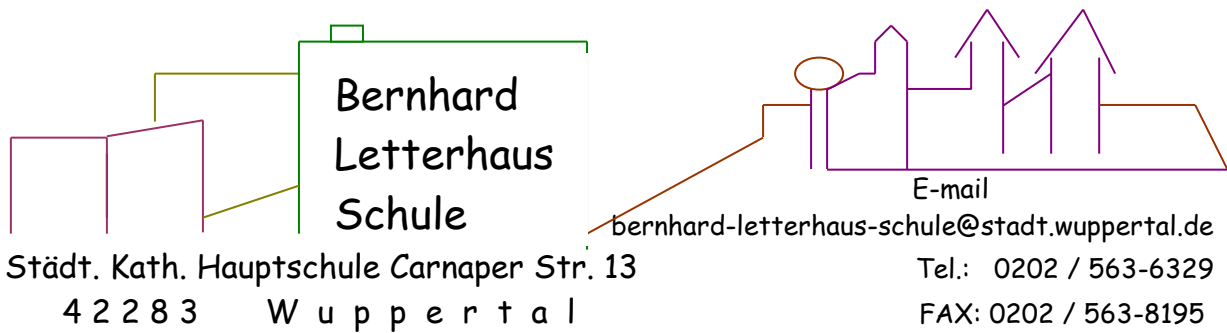 Bernhard
Letterhaus
Schule
E-mail
bernhard-letterhaus-schule@stadt.wuppertal.de
Städt. Kath. Hauptschule Carnaper Str. 13
Tel.: 0202 / 563-6329
4 2 2 8 3 W u p p e r t a l
FAX: 0202 / 563-8195